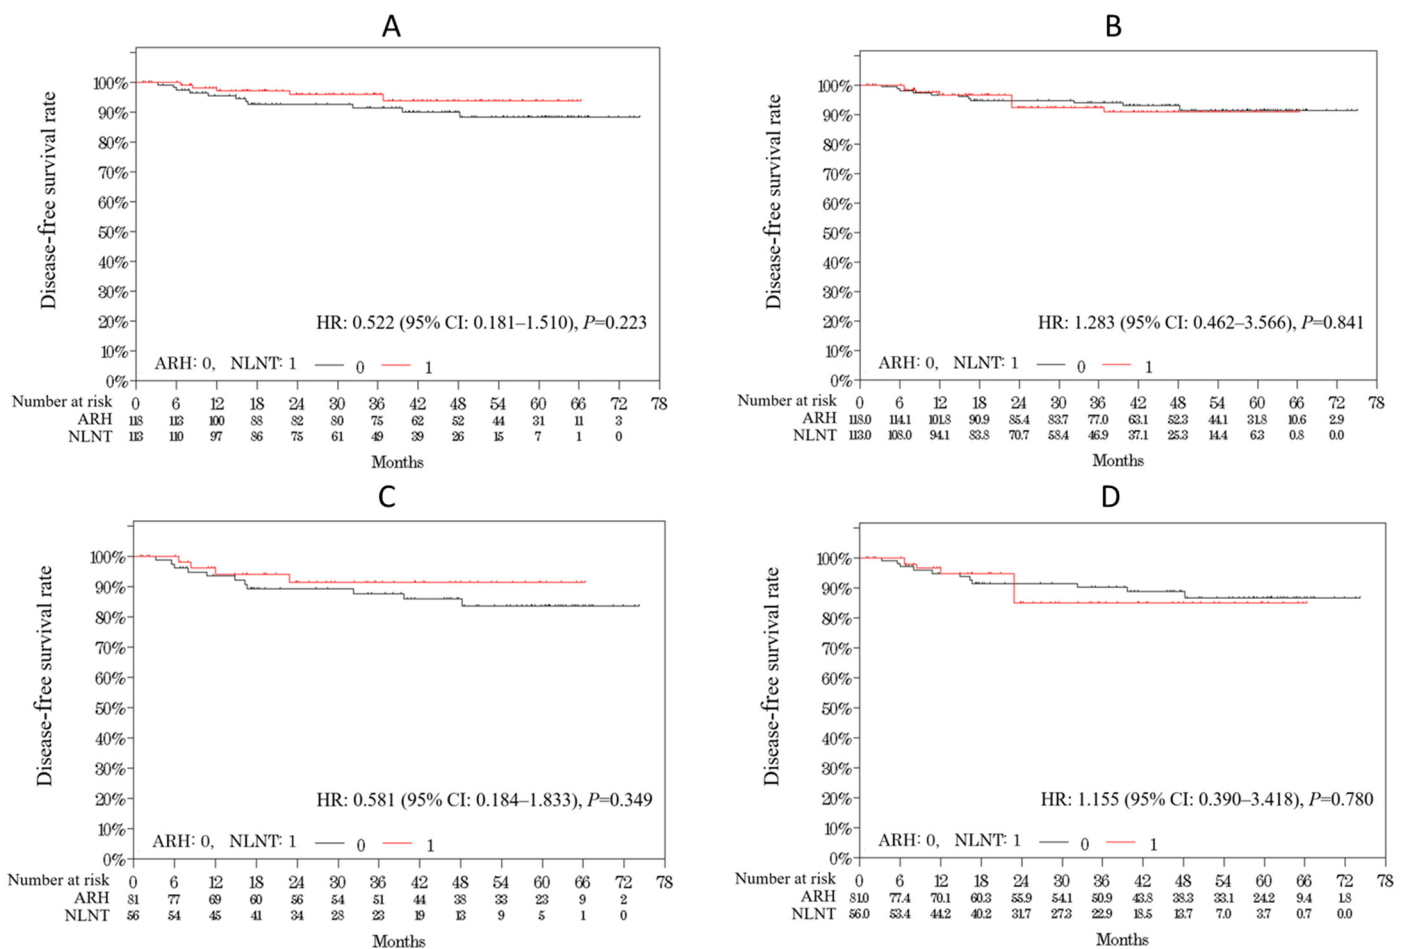 A
Disease-free survival rate
100%
90%
80%
70%
60%
50%
40%
30%
20%
10%
0%
HR: 0.522 (95% CI: 0.181–1.510), P=0.223
ARH: 0, NLNT: 1 0 1
Number at risk 0 6 12 18 24 30 36 42 48 54 60 66 72 78
ARH 118 113 100 88 82 80 75 62 52 44 31 11 3
NLNT 113 110 97 86 75 61 49 39 26 15 7 1 0
Months
B
Disease-free survival rate
100%
90%
80%
70%
60%
50%
40%
30%
20%
10%
0%
HR: 1.283 (95% CI: 0.462–3.566), P=0.841
ARH: 0, NLNT: 1 0 1
Number at risk 0 6 12 18 24 30 36 42 48 54 60 66 72 78
ARH 118.0 114.1 101.8 90.9 85.4 83.7 77.0 63.1 52.3 44.1 31.8 10.6 2.9
NLNT 113.0 108.0 94.1 83.8 70.7 58.4 46.9 37.1 25.3 14.4 6.3 0.8 0.0
Months
C
Disease-free survival rate
100%
90%
80%
70%
60%
50%
40%
30%
20%
10%
0%
HR: 0.581 (95% CI: 0.184–1.833), P=0.349
ARH: 0, NLNT: 1 0 1
Number at risk 0 6 12 18 24 30 36 42 48 54 60 66 72 78
ARH 81 77 69 60 56 54 51 44 38 33 23 9 2
NLNT 56 54 45 41 34 28 23 19 13 9 5 1 0
Months
D
Disease-free survival rate
100%
90%
80%
70%
60%
50%
40%
30%
20%
10%
0%
HR: 1.155 (95% CI: 0.390–3.418), P=0.780
ARH: 0, NLNT: 1 0 1
Number at risk 0 6 12 18 24 30 36 42 48 54 60 66 72 78
ARH 81.0 77.4 70.1 60.3 55.9 54.1 50.9 43.8 38.3 33.1 24.2 9.4 1.8
NLNT 56.0 53.4 44.2 40.2 31.7 27.3 22.9 18.5 13.7 7.0 3.7 0.7 0.0
Months